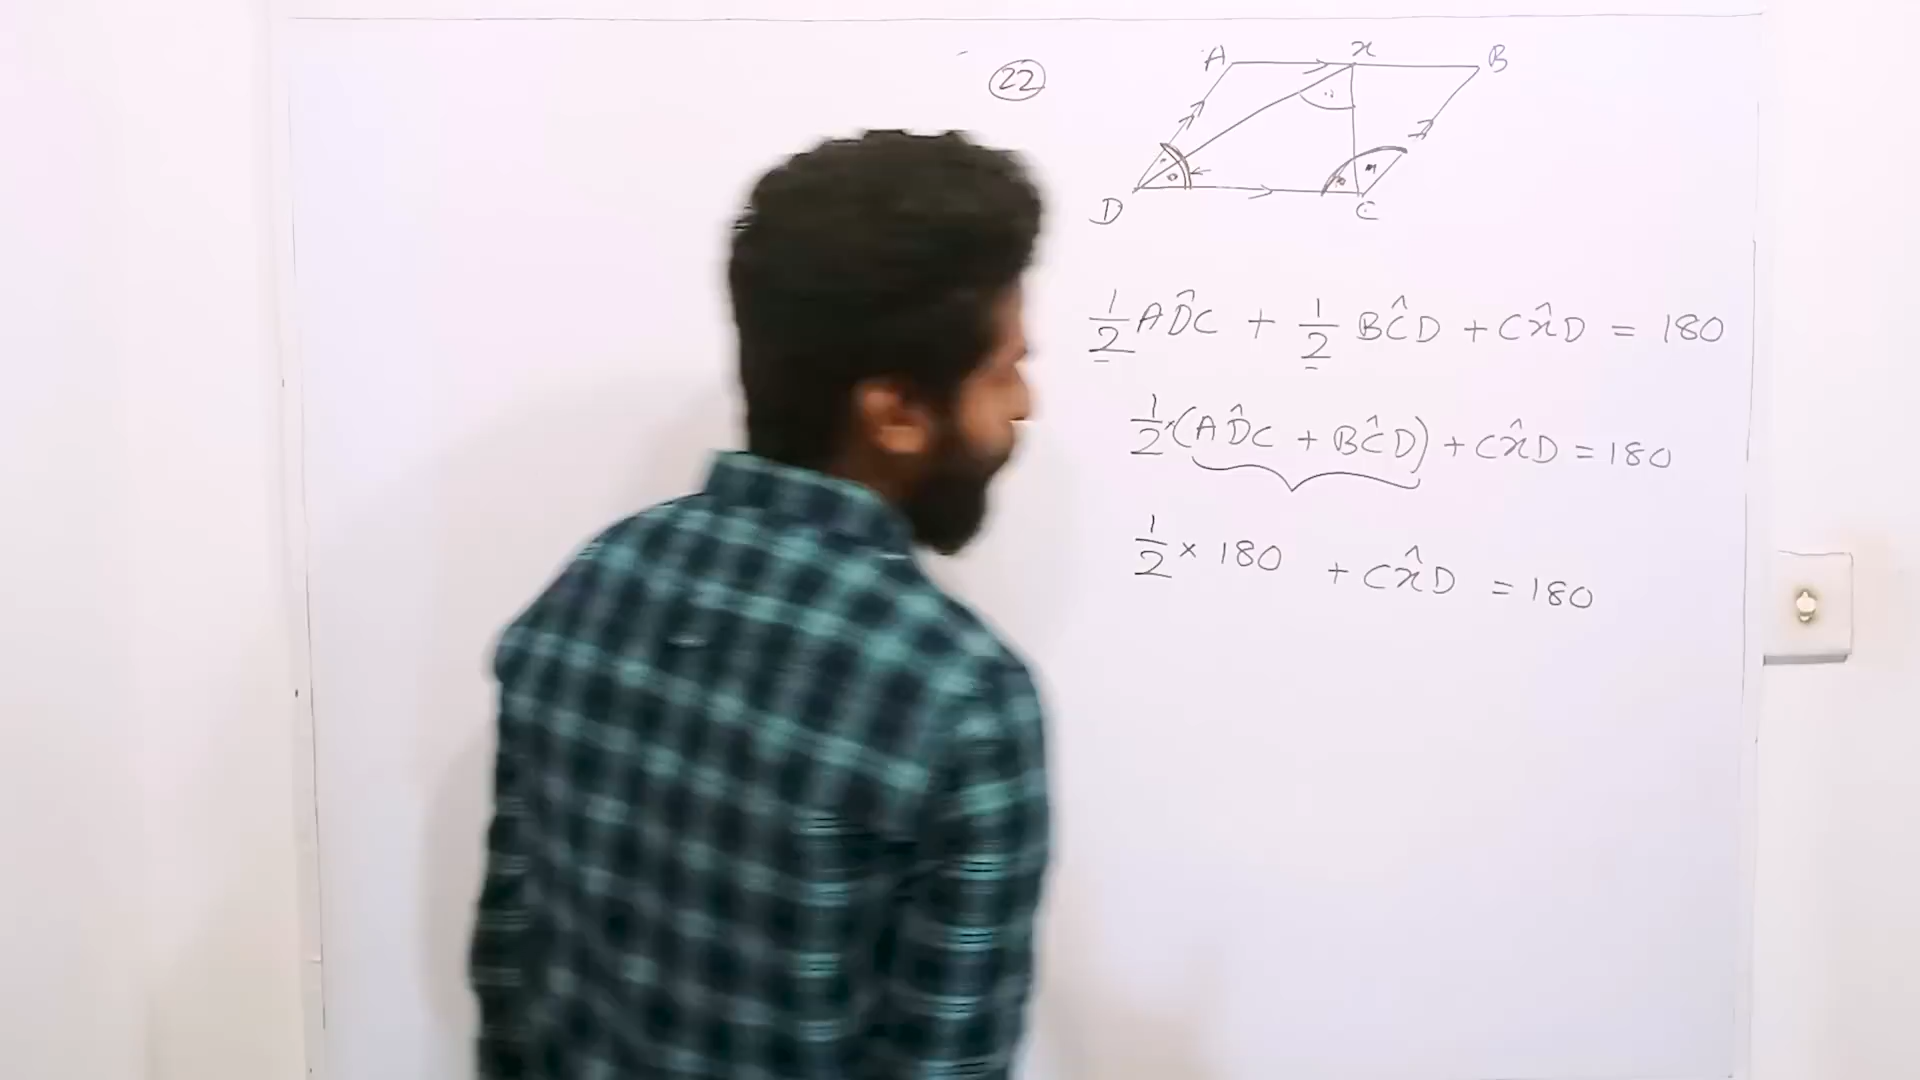 22
A x B
D C
1/2 AD̂C + 1/2 BĈD + Cx̂D = 180
1/2 × (AD̂C + BĈD) + Cx̂D = 180
1/2 × 180 + Cx̂D = 180